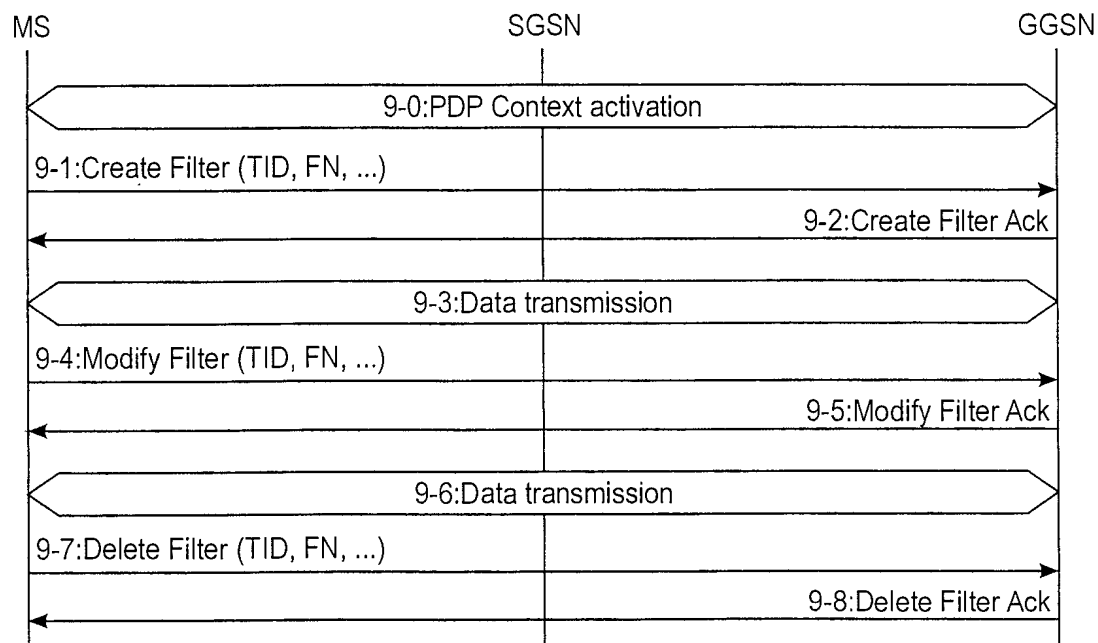 MS SGSN GGSN
9-0:PDP Context activation
9-1:Create Filter (TID, FN, ...)
9-2:Create Filter Ack
9-3:Data transmission
9-4:Modify Filter (TID, FN, ...)
9-5:Modify Filter Ack
9-6:Data transmission
9-7:Delete Filter (TID, FN, ...)
9-8:Delete Filter Ack